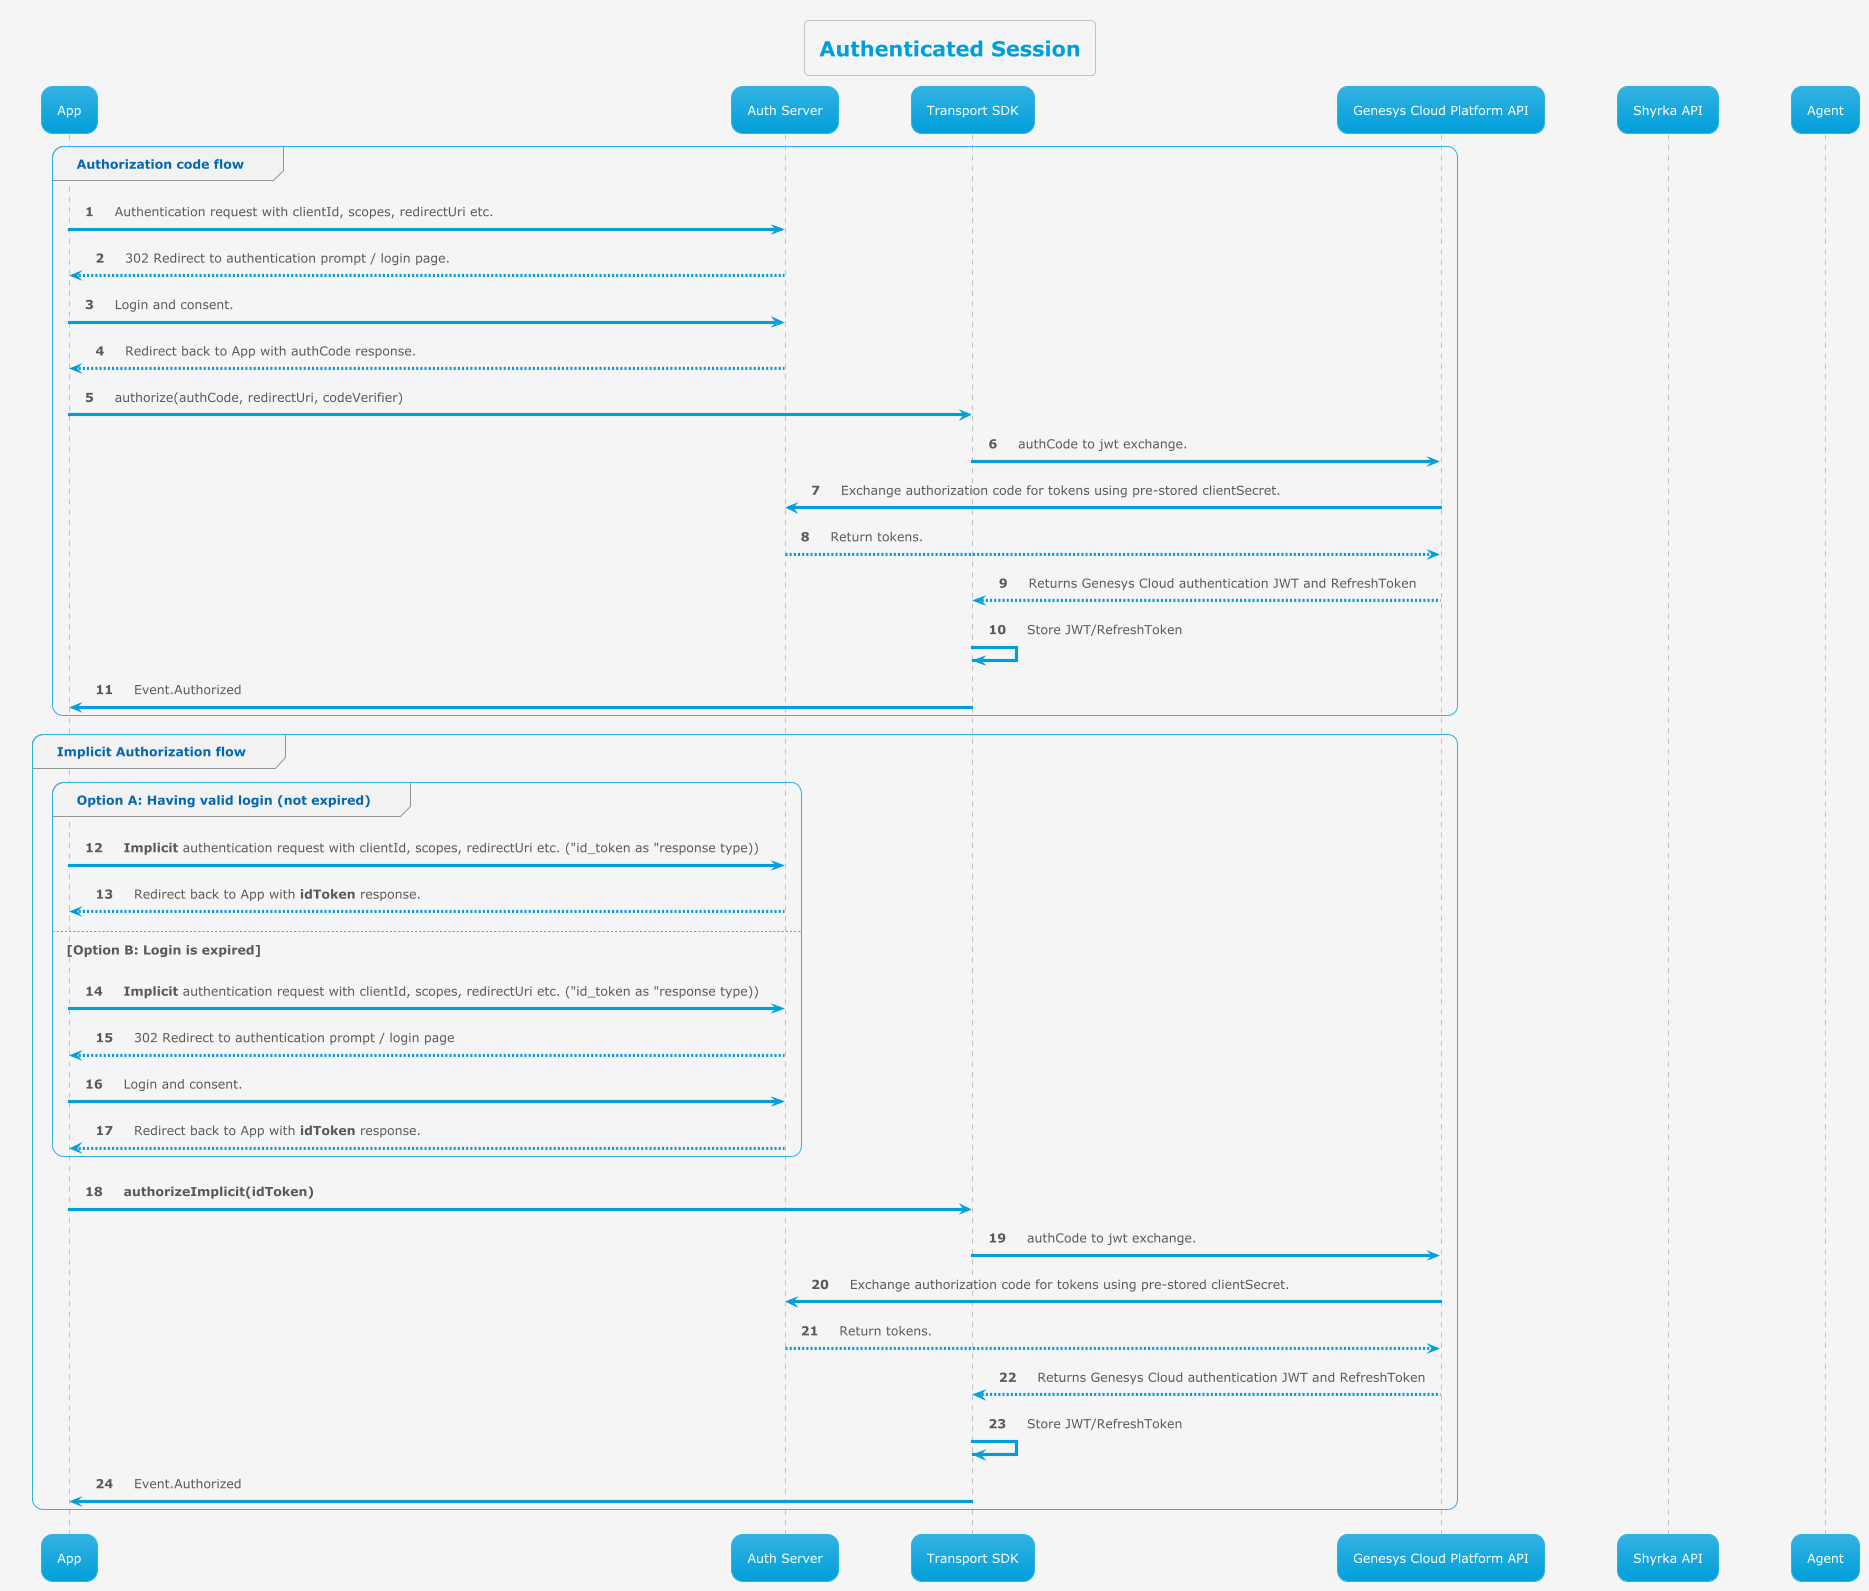 Authenticated Session
App
Auth Server
Transport SDK
Genesys Cloud Platform API
Shyrka API
Agent
Authorization code flow
1 Authentication request with clientId, scopes, redirectUri etc.
2 302 Redirect to authentication prompt / login page.
3 Login and consent.
4 Redirect back to App with authCode response.
5 authorize(authCode, redirectUri, codeVerifier)
6 authCode to jwt exchange.
7 Exchange authorization code for tokens using pre-stored clientSecret.
8 Return tokens.
9 Returns Genesys Cloud authentication JWT and RefreshToken
10 Store JWT/RefreshToken
11 Event.Authorized
Implicit Authorization flow
Option A: Having valid login (not expired)
12 Implicit authentication request with clientId, scopes, redirectUri etc. ("id_token as "response type))
13 Redirect back to App with idToken response.
[Option B: Login is expired]
14 Implicit authentication request with clientId, scopes, redirectUri etc. ("id_token as "response type))
15 302 Redirect to authentication prompt / login page
16 Login and consent.
17 Redirect back to App with idToken response.
18 authorizeImplicit(idToken)
19 authCode to jwt exchange.
20 Exchange authorization code for tokens using pre-stored clientSecret.
21 Return tokens.
22 Returns Genesys Cloud authentication JWT and RefreshToken
23 Store JWT/RefreshToken
24 Event.Authorized
App
Auth Server
Transport SDK
Genesys Cloud Platform API
Shyrka API
Agent